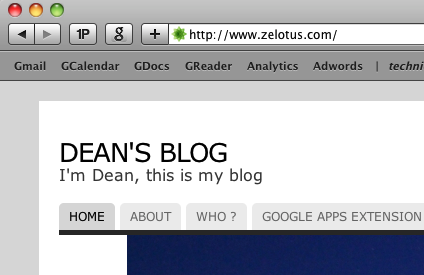 1P g + http://www.zelotus.com/
Gmail GCalendar GDocs GReader Analytics Adwords | techni
DEAN'S BLOG
I'm Dean, this is my blog
HOME ABOUT WHO ? GOOGLE APPS EXTENSION